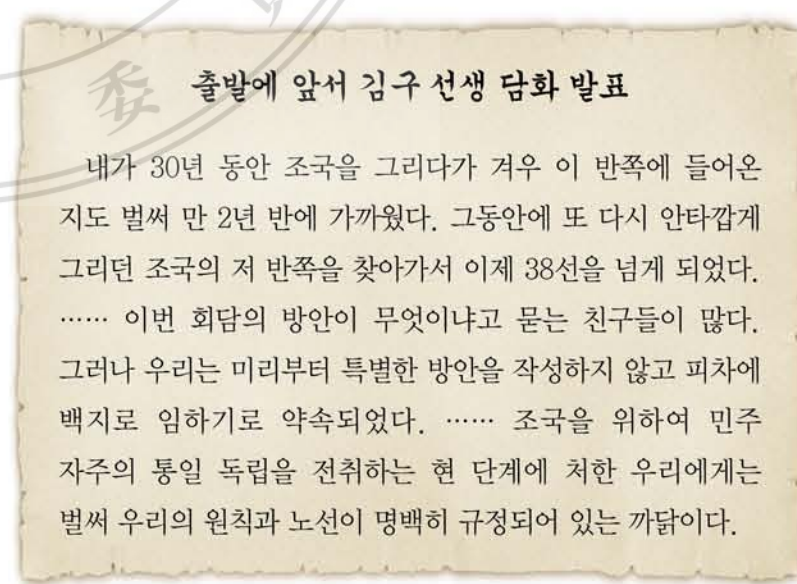 委
출발에 앞서 김구 선생 담화 발표
내가 30년 동안 조국을 그리다가 겨우 이 반쪽에 들어온
지도 벌써 만 2년 반에 가까웠다. 그동안에 또 다시 안타깝게
그리던 조국의 저 반쪽을 찾아가서 이제 38선을 넘게 되었다.
…… 이번 회담의 방안이 무엇이냐고 묻는 친구들이 많다.
그러나 우리는 미리부터 특별한 방안을 작성하지 않고 피차에
백지로 임하기로 약속되었다. …… 조국을 위하여 민주
자주의 통일 독립을 전취하는 현 단계에 처한 우리에게는
벌써 우리의 원칙과 노선이 명백히 규정되어 있는 까닭이다.